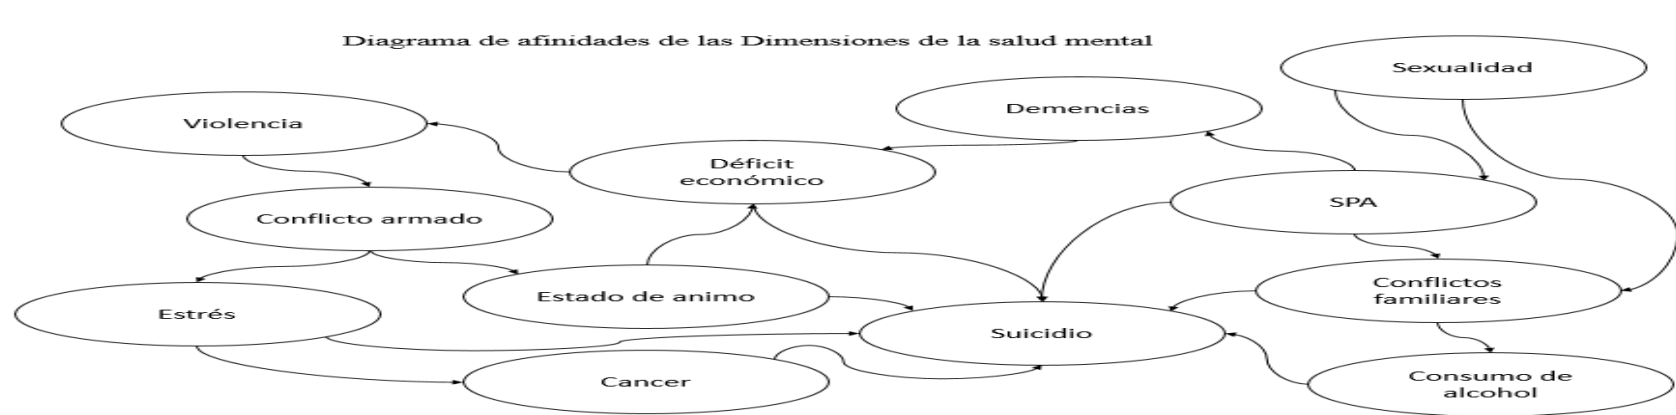 Diagrama de afinidades de las Dimensiones de la salud mental
Sexualidad
Demencias
Violencia
Déficit
económico
SPA
Conflicto armado
Conflictos
familiares
Estado de animo
Estrés
Suicidio
Cancer
Consumo de
alcohol